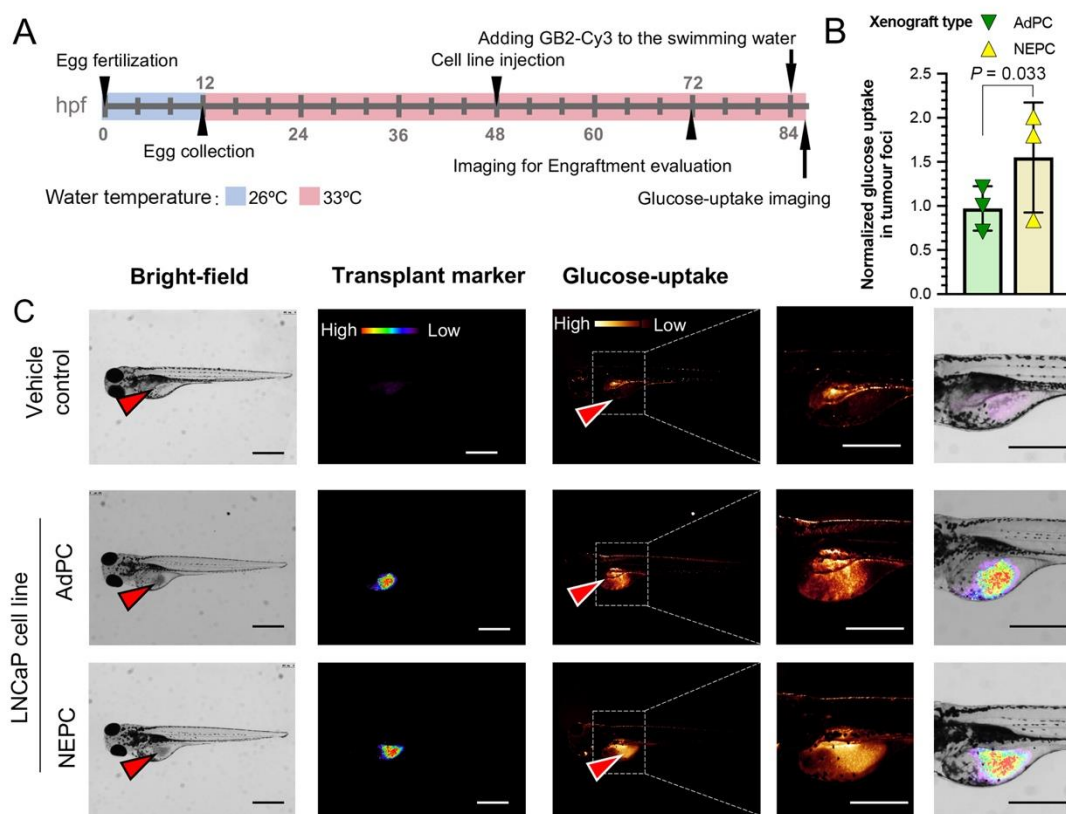 A
Adding GB2-Cy3 to the swimming water
Egg fertilization
Cell line injection
12
72
hpf
0
24
36
48
60
84
Egg collection
Imaging for Engraftment evaluation
Water temperature : 26ºC 33ºC
Glucose-uptake imaging
B
Xenograft type
AdPC
NEPC
P = 0.033
Normalized glucose uptake
in tumour foci
2.5
2.0
1.5
1.0
0.5
0.0
C
Bright-field
Transplant marker
Glucose-uptake
Vehicle
control
High Low
High Low
LNCaP cell line
AdPC
NEPC